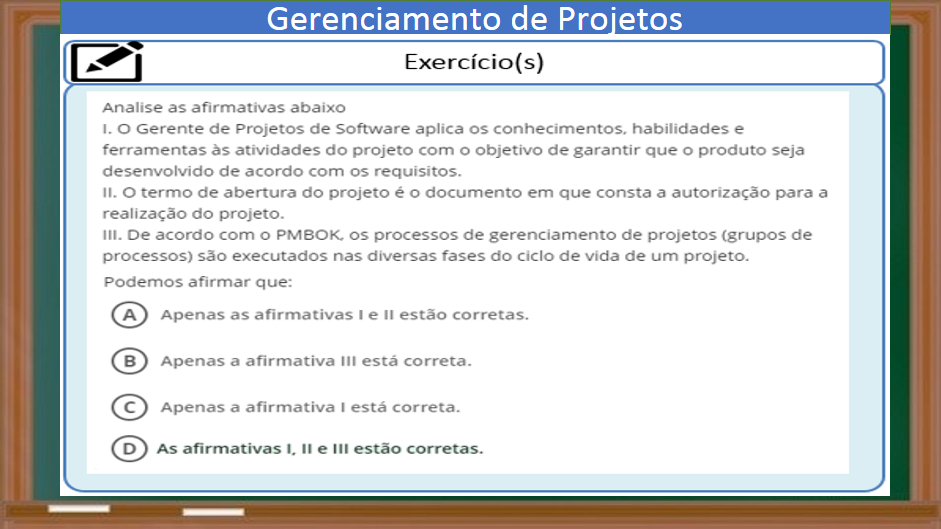 Gerenciamento de Projetos
Exercício(s)
Analise as afirmativas abaixo
I. O Gerente de Projetos de Software aplica os conhecimentos, habilidades e
ferramentas às atividades do projeto com o objetivo de garantir que o produto seja
desenvolvido de acordo com os requisitos.
II. O termo de abertura do projeto é o documento em que consta a autorização para a
realização do projeto.
III. De acordo com o PMBOK, os processos de gerenciamento de projetos (grupos de
processos) são executados nas diversas fases do ciclo de vida de um projeto.
Podemos afirmar que:
A Apenas as afirmativas I e II estão corretas.
B Apenas a afirmativa III está correta.
C Apenas a afirmativa I está correta.
D As afirmativas I, II e III estão corretas.